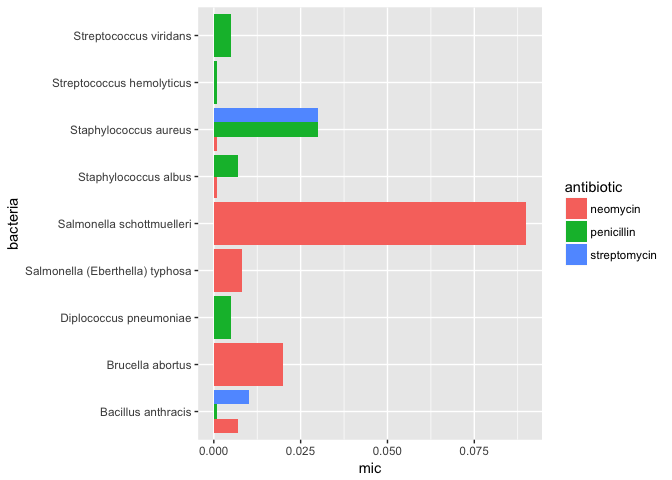 Streptococcus viridans
Streptococcus hemolyticus
Staphylococcus aureus
Staphylococcus albus
Salmonella schottmuelleri
Salmonella (Eberthella) typhosa
Diplococcus pneumoniae
Brucella abortus
Bacillus anthracis
bacteria
0.000 0.025 0.050 0.075
mic
antibiotic
neomycin
penicillin
streptomycin